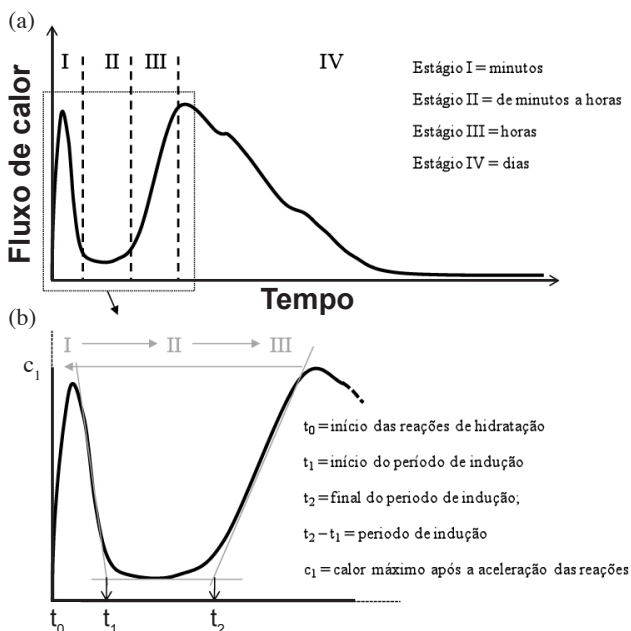 (a)
I II III IV
Fluxo de calor
Estágio I = minutos
Estágio II = de minutos a horas
Estágio III = horas
Estágio IV = dias
Tempo
(b)
I II III
c1
t0 = início das reações de hidratação
t1 = início do período de indução
t2 = final do periodo de indução;
t2 – t1 = periodo de indução
c1 = calor máximo após a aceleração das reações
t0 t1 t2